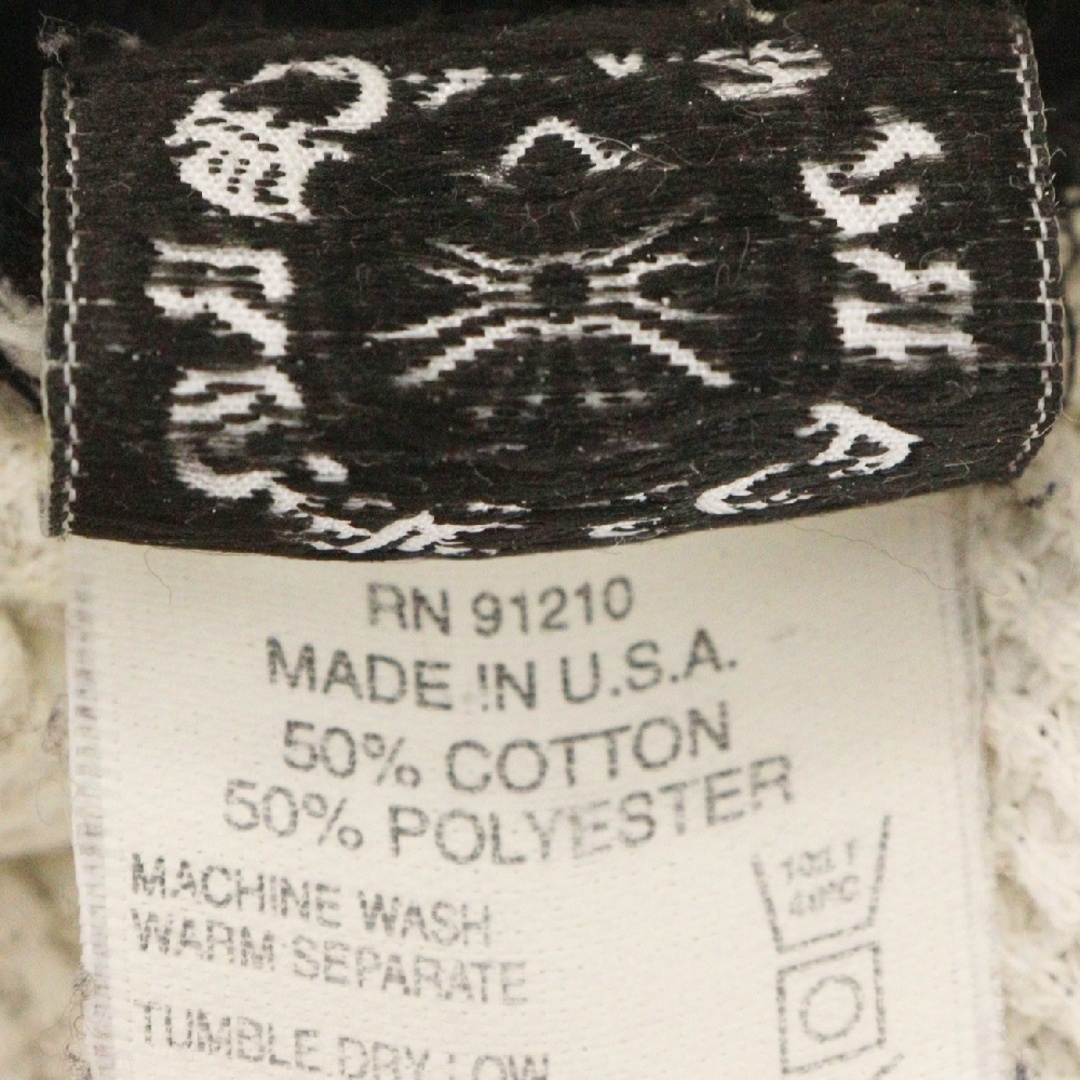 RN 91210
MADE IN U.S.A.
50% COTTON
50% POLYESTER
MACHINE WASH
WARM SEPARATE
TUMBLE DRY LOW